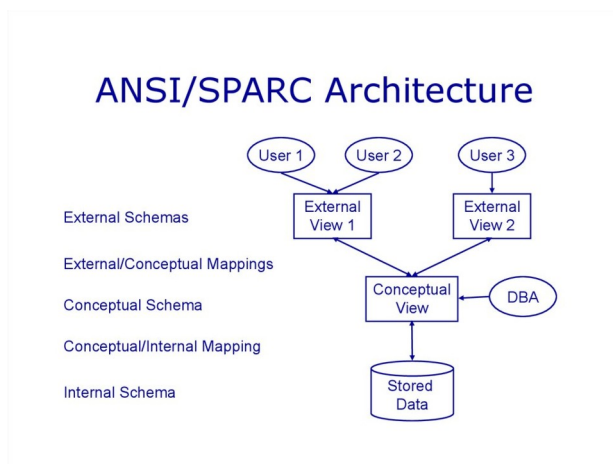 ANSI/SPARC Architecture
User 1
User 2
User 3
External Schemas
External
View 1
External
View 2
External/Conceptual Mappings
Conceptual Schema
Conceptual
View
DBA
Conceptual/Internal Mapping
Internal Schema
Stored
Data